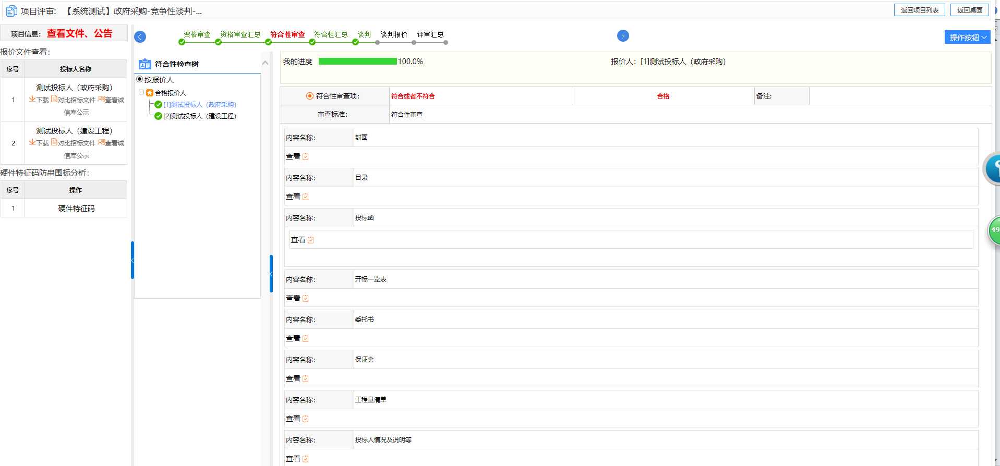 项目评审: 【系统测试】政府采购-竞争性谈判-...
返回项目列表 返回桌面
项目信息: 查看文件、公告
资格审查 资格审查汇总 符合性审查 符合性汇总 谈判 谈判报价 评审汇总
操作按钮
报价文件查看:
序号 投标人名称
1 测试投标人（政府采购）
下载 对比招标文件 查看诚
信库公示
2 测试投标人（建设工程）
下载 对比招标文件 查看诚
信库公示
硬件特征码防串围标分析:
序号 操作
1 硬件特征码
符合性检查树
按报价人
合格报价人
[1]测试投标人（政府采购）
[2]测试投标人（建设工程）
我的进度 100.0% 报价人: [1]测试投标人（政府采购）
符合性审查项: 符合或者不符合 合格 备注:
审查标准: 符合性审查
内容名称: 封面
查看
内容名称: 目录
查看
内容名称: 投标函
查看
内容名称: 开标一览表
查看
内容名称: 委托书
查看
内容名称: 保证金
查看
内容名称: 工程量清单
查看
内容名称: 投标人情况及说明等
查看
49